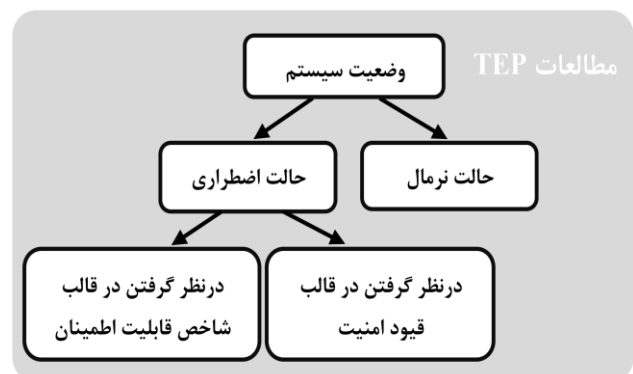 مطالعات TEP
وضعیت سیستم
حالت نرمال
حالت اضطراری
درنظر گرفتن در قالب
قیود امنیت
درنظر گرفتن در قالب
شاخص قابلیت اطمینان